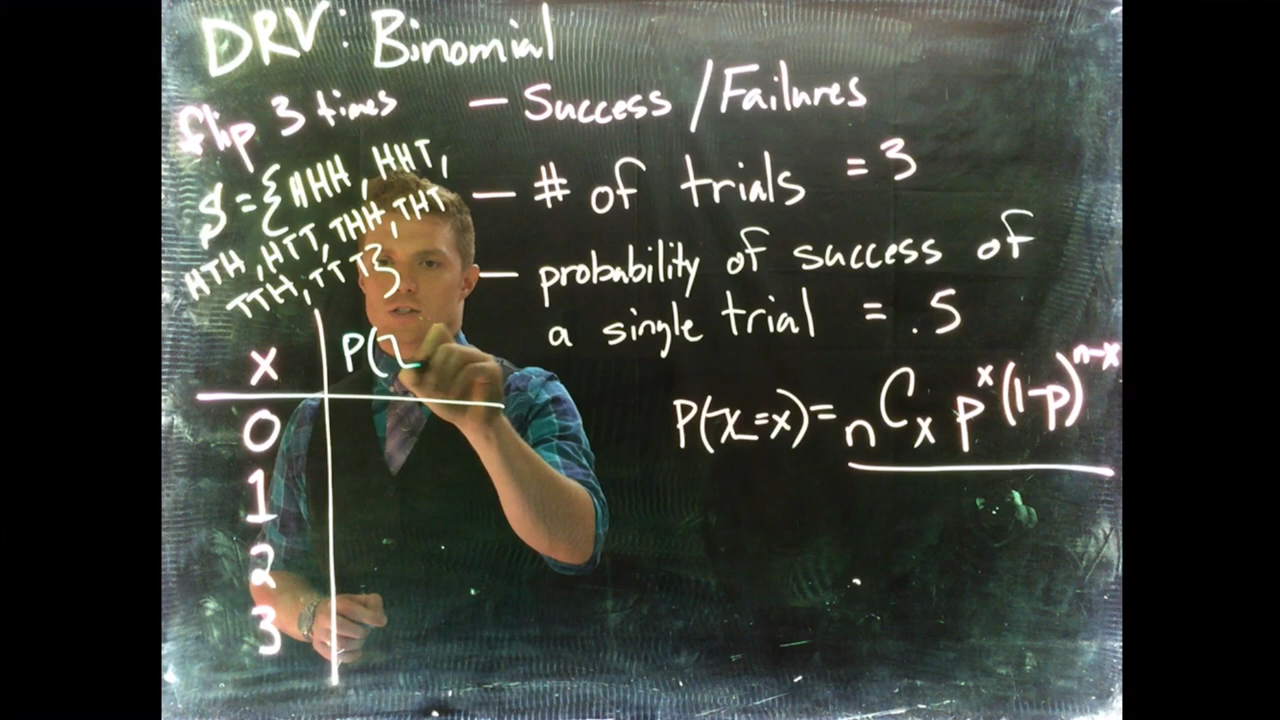 DRV: Binomial
flip 3 times
S={HHH, HHT,
HTH, HTT, THH, THT
TTH, TTT}
— Success/Failures
— # of trials = 3
— probability of success of
a single trial = .5
P(X=x)= nCx p^x (1-p)^n-x
x P(
0
1
2
3